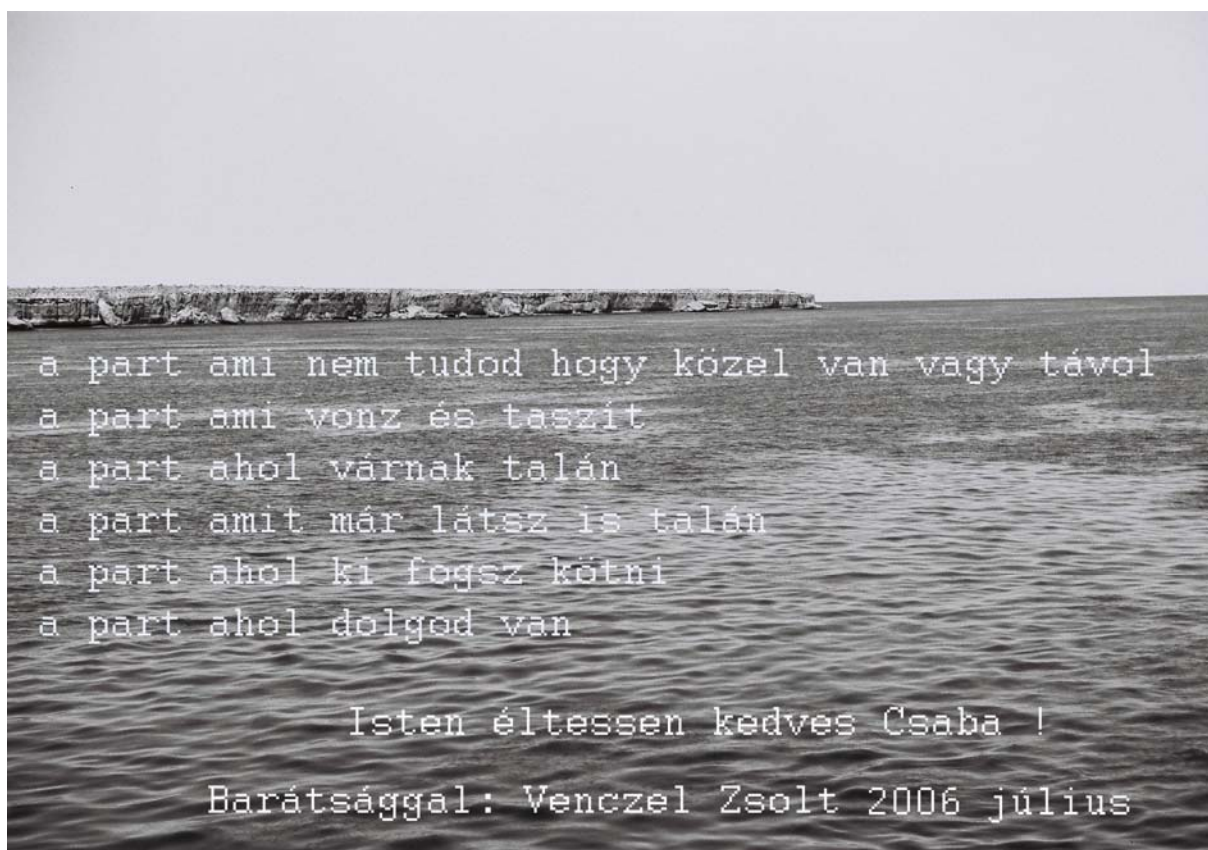 a part ami nem tudod hogy közel van vagy távol
a part ami vonz és taszít
a part ahol várnak talán
a part amit már látsz is talán
a part ahol ki fogsz kötni
a part ahol dolgod van
Isten éltessen kedves Csaba !
Barátsággal: Venczel Zsolt 2006 július